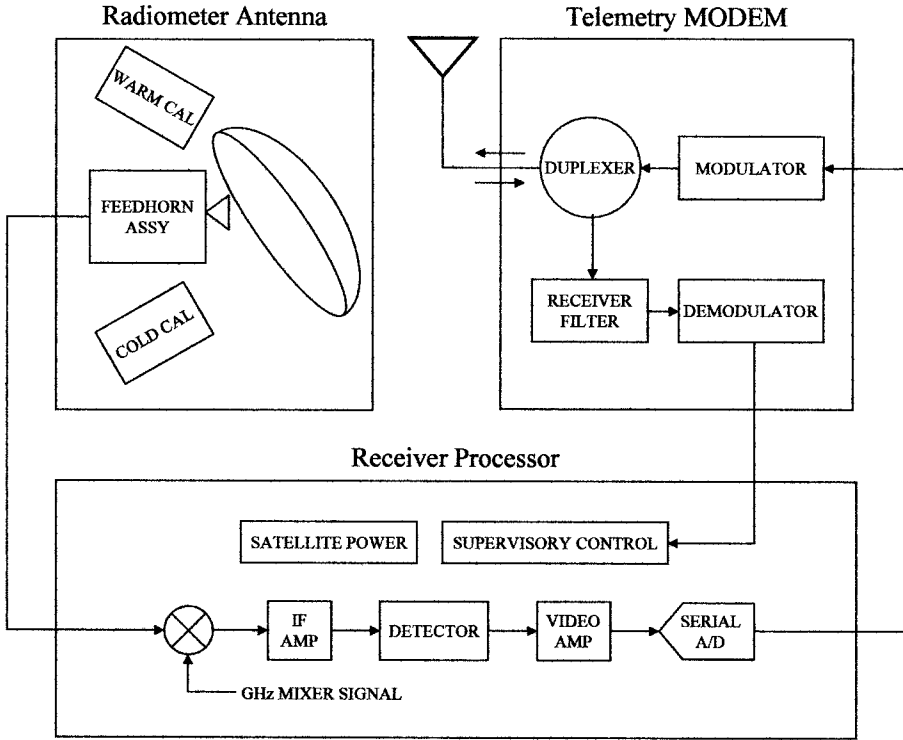 Radiometer Antenna
Telemetry MODEM
WARM CAL
FEEDHORN
ASSY
COLD CAL
DUPLEXER
MODULATOR
RECEIVER
FILTER
DEMODULATOR
Receiver Processor
SATELLITE POWER
SUPERVISORY CONTROL
IF
AMP
DETECTOR
VIDEO
AMP
SERIAL
A/D
GHz MIXER SIGNAL